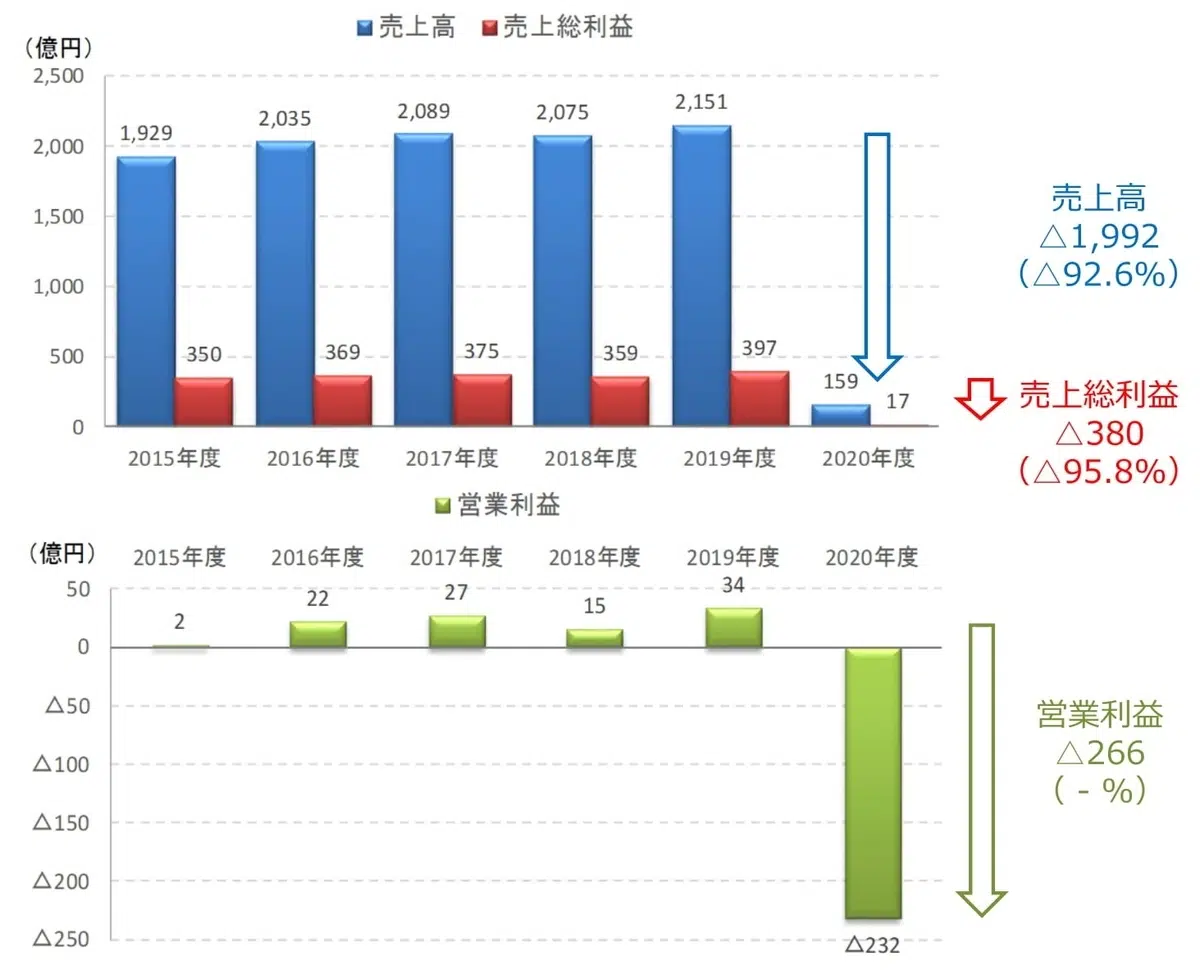 売上高 売上総利益
（億円）
2,500
2,000
1,500
1,000
500
0
1,929 2,035 2,089 2,075 2,151 159
350 369 375 359 397 17
2015年度 2016年度 2017年度 2018年度 2019年度 2020年度
売上高
△1,992
（△92.6%）
売上総利益
△380
（△95.8%）
営業利益
（億円）
2015年度 2016年度 2017年度 2018年度 2019年度 2020年度
50
0
△50
△100
△150
△200
△250
2 22 27 15 34 △232
営業利益
△266
（ - %）